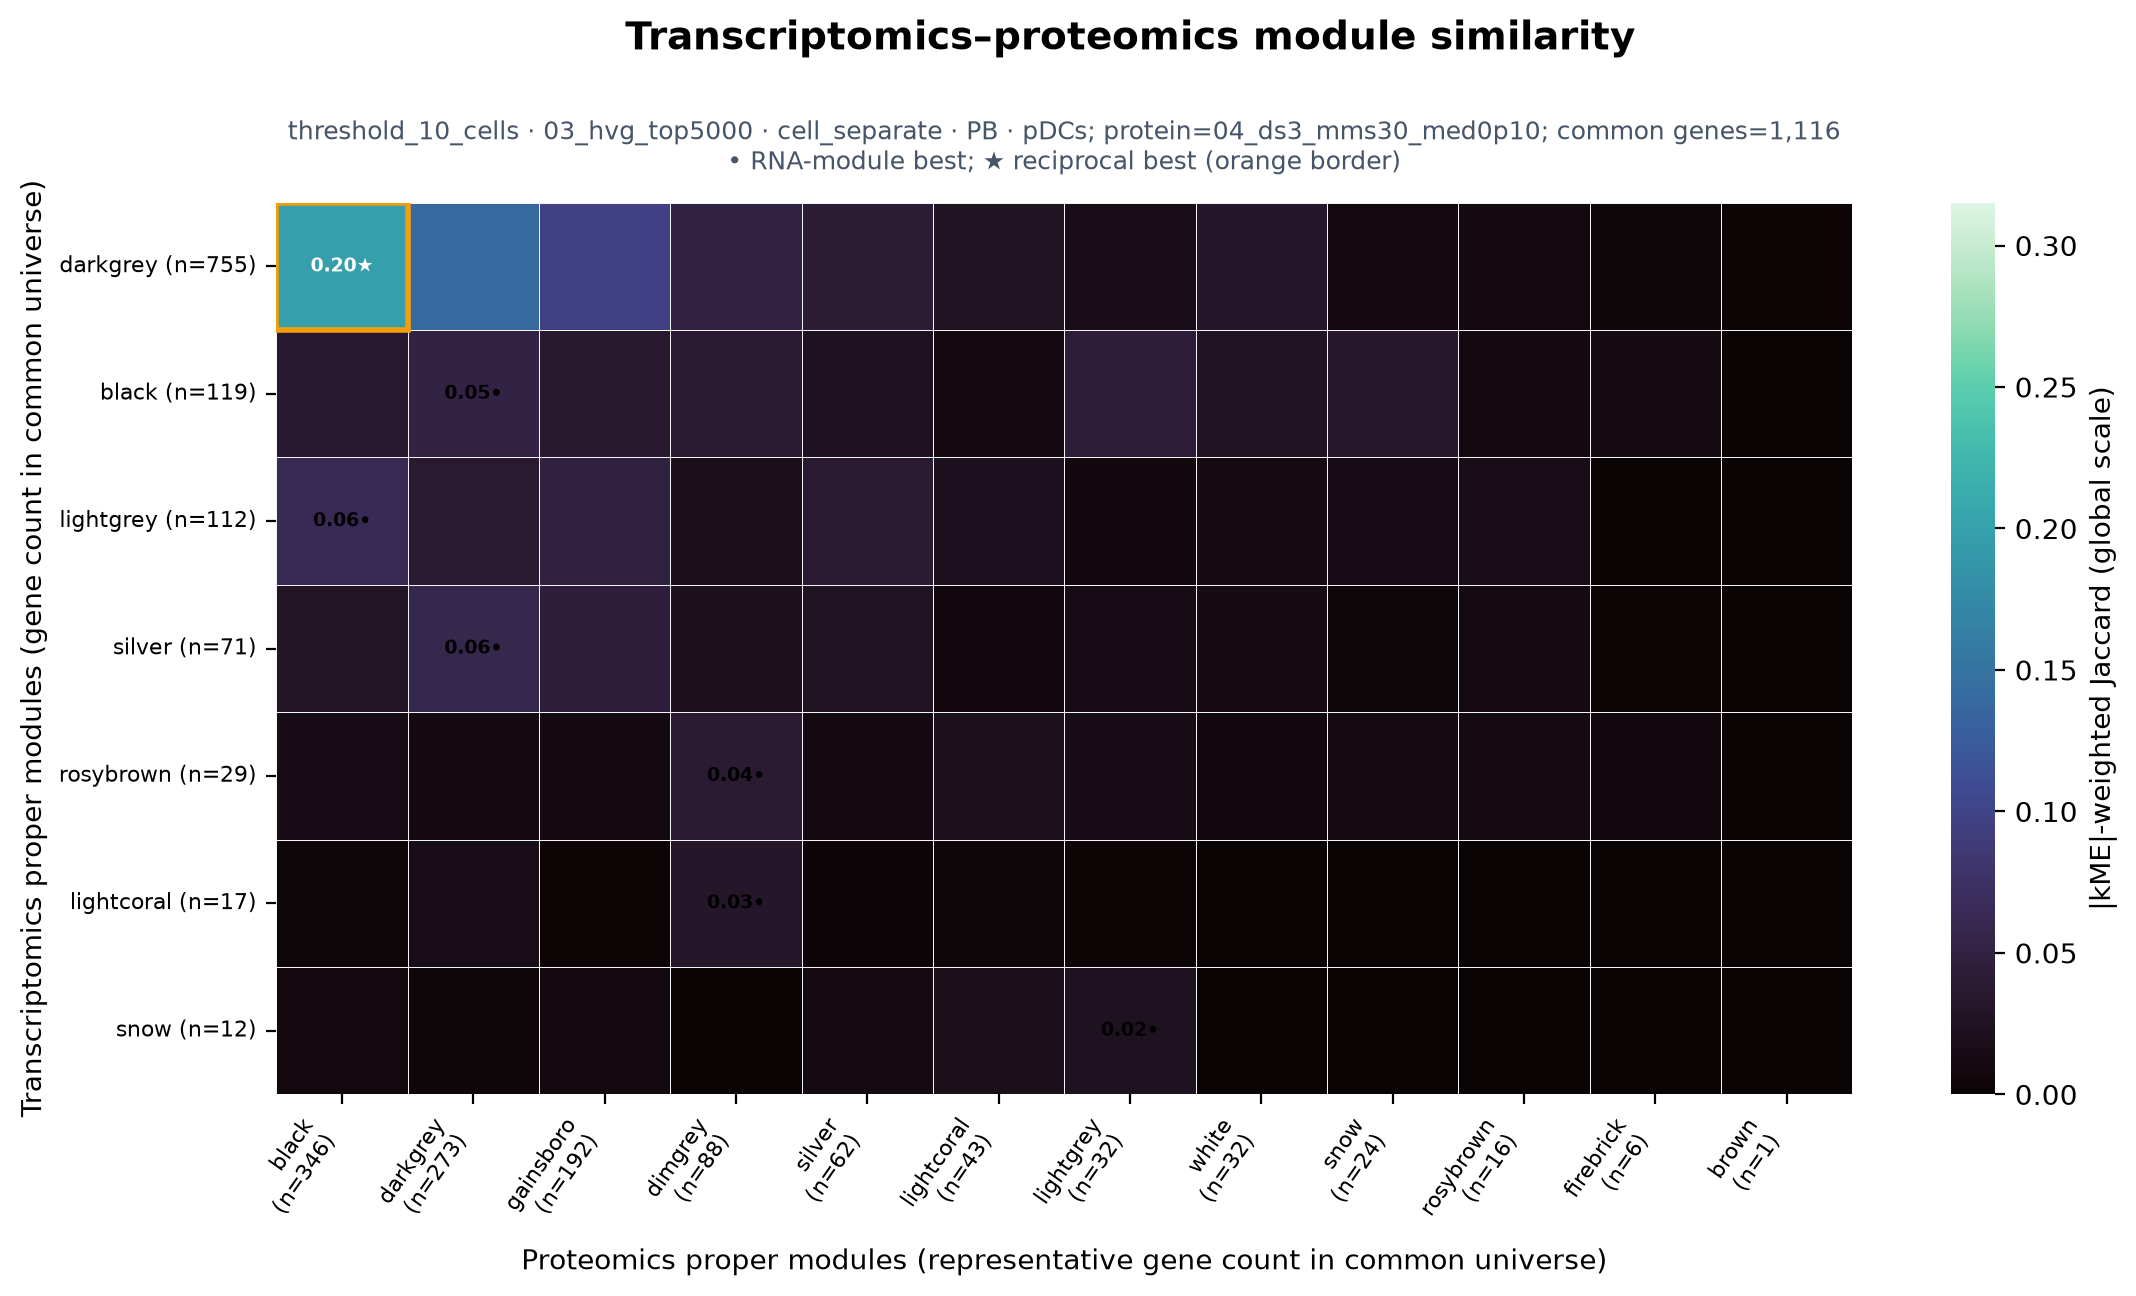 Transcriptomics–proteomics module similarity
threshold_10_cells · 03_hvg_top5000 · cell_separate · PB · pDCs; protein=04_ds3_mms30_med0p10; common genes=1,116
• RNA-module best; ★ reciprocal best (orange border)
Transcriptomics proper modules (gene count in common universe)
darkgrey (n=755)
black (n=119)
lightgrey (n=112)
silver (n=71)
rosybrown (n=29)
lightcoral (n=17)
snow (n=12)
0.20★
0.05•
0.06•
0.06•
0.04•
0.03•
0.02•
black
(n=346)
darkgrey
(n=273)
gainsboro
(n=192)
dimgrey
(n=88)
silver
(n=62)
lightcoral
(n=43)
lightgrey
(n=32)
white
(n=32)
snow
(n=24)
rosybrown
(n=16)
firebrick
(n=6)
brown
(n=1)
Proteomics proper modules (representative gene count in common universe)
0.30
0.25
0.20
0.15
0.10
0.05
0.00
|kME|-weighted Jaccard (global scale)